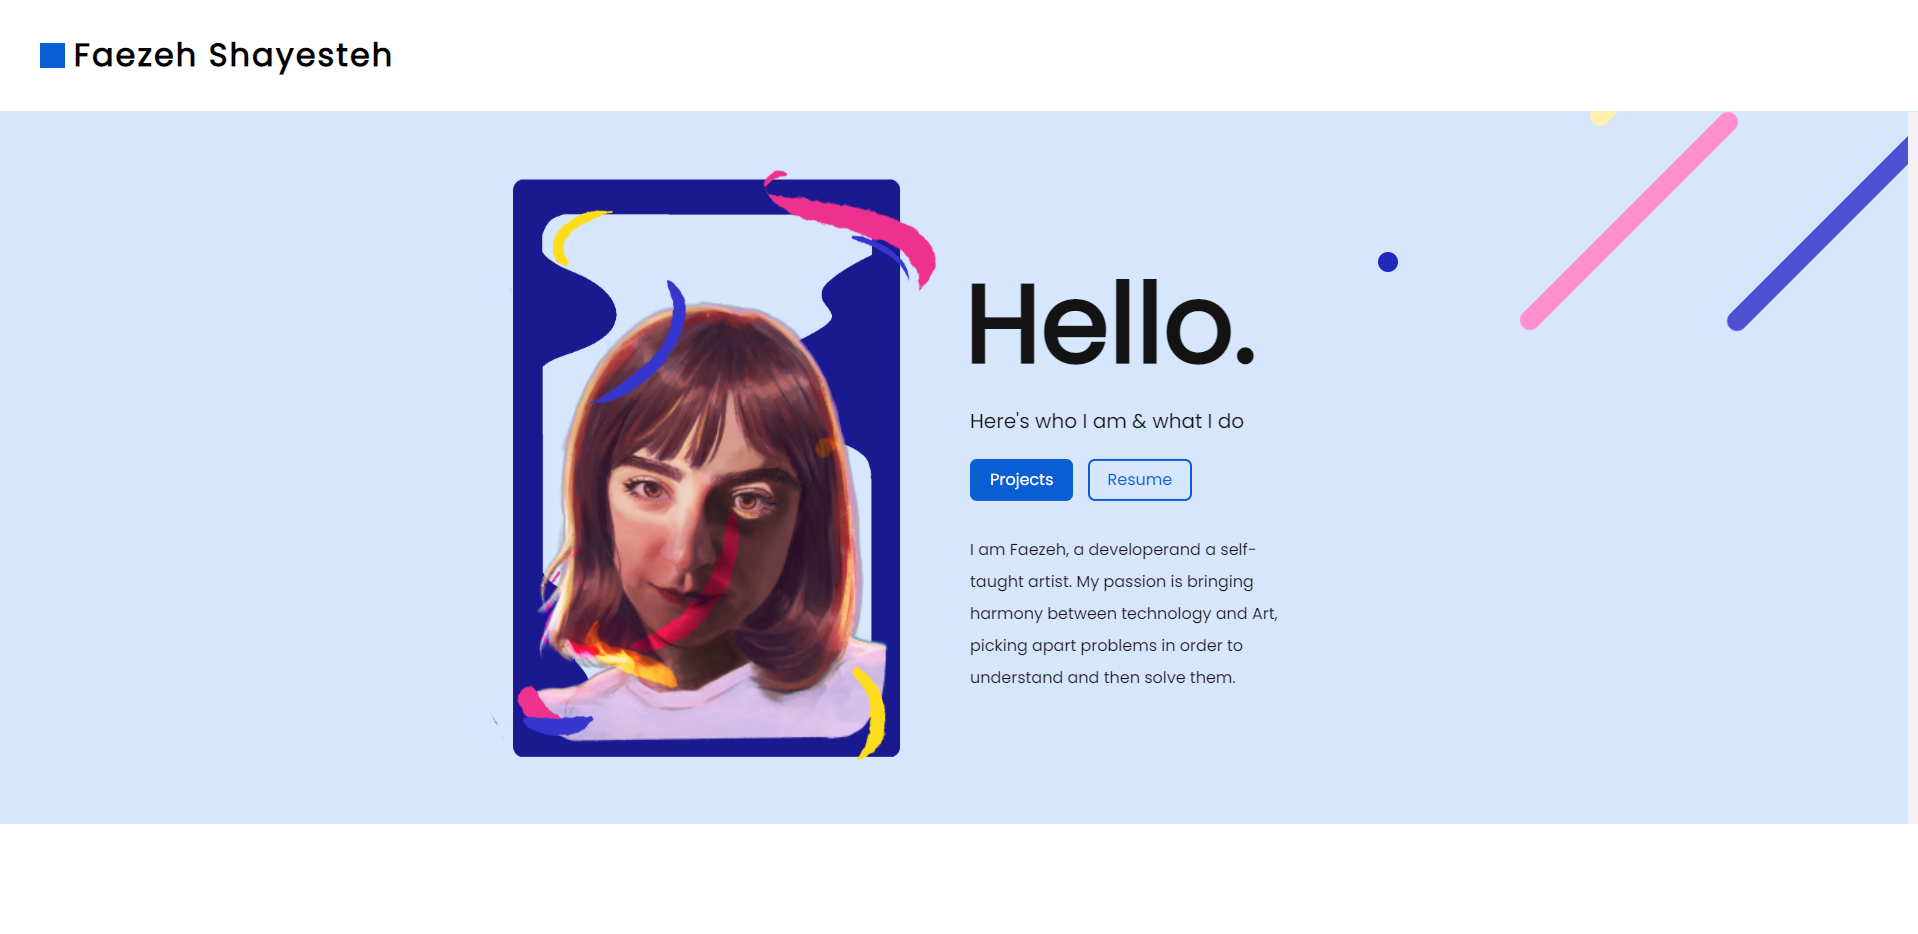 Faezeh Shayesteh
Hello.
Here's who I am & what I do
Projects Resume
I am Faezeh, a developerand a self-
taught artist. My passion is bringing
harmony between technology and Art,
picking apart problems in order to
understand and then solve them.